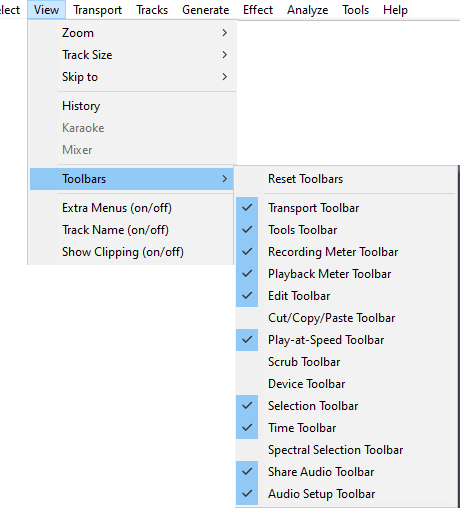 elect View Transport Tracks Generate Effect Analyze Tools Help
Zoom
Track Size
Skip to
History
Karaoke
Mixer
Toolbars
Extra Menus (on/off)
Track Name (on/off)
Show Clipping (on/off)
Reset Toolbars
Transport Toolbar
Tools Toolbar
Recording Meter Toolbar
Playback Meter Toolbar
Edit Toolbar
Cut/Copy/Paste Toolbar
Play-at-Speed Toolbar
Scrub Toolbar
Device Toolbar
Selection Toolbar
Time Toolbar
Spectral Selection Toolbar
Share Audio Toolbar
Audio Setup Toolbar